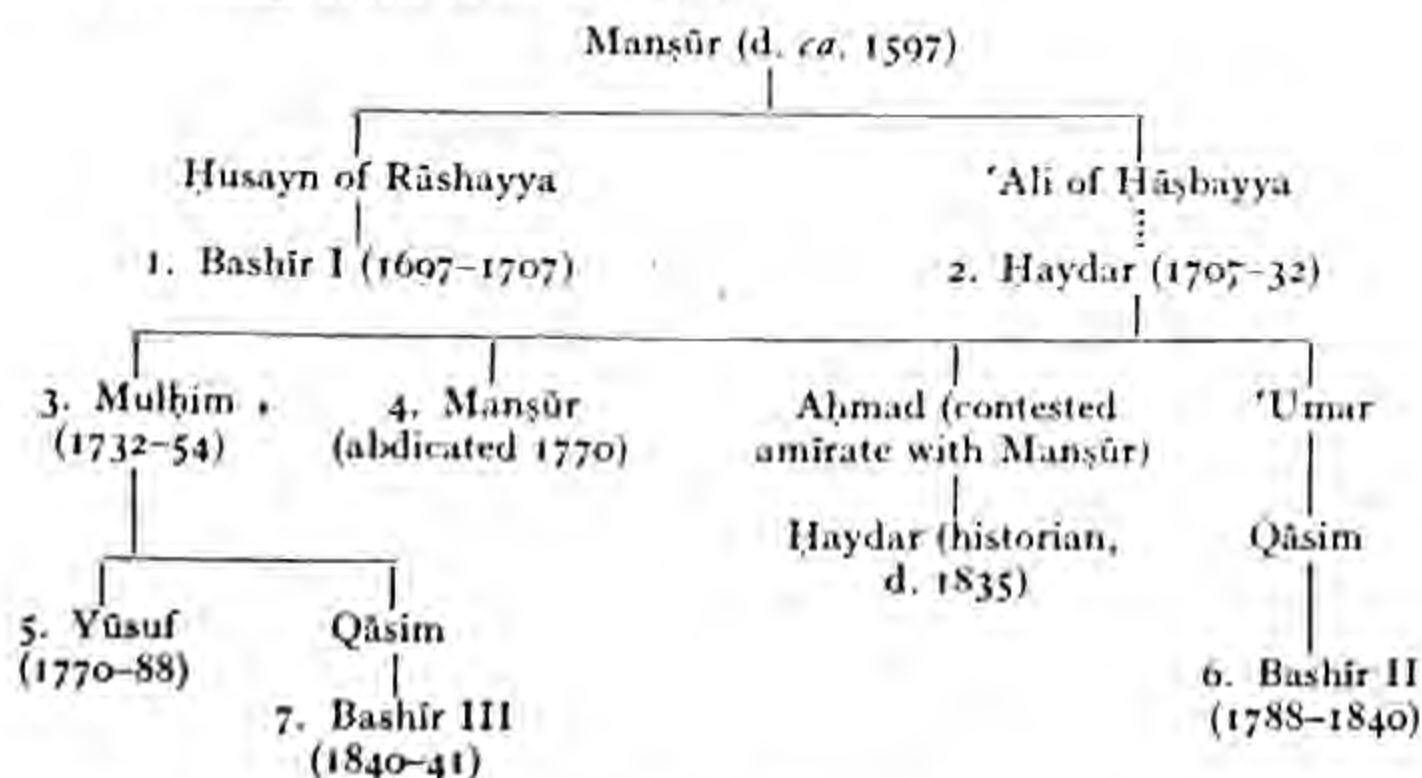 Manṣūr (d. ca. 1597)
Ḥusayn of Rāshayya
ʿAli of Ḥāṣbayya
1. Bashīr I (1697–1707)
2. Ḥaydar (1707–32)
3. Mulḥim
(1732–54)
4. Manṣūr
(abdicated 1770)
Aḥmad (contested
amīrate with Manṣūr)
ʿUmar
Ḥaydar (historian,
d. 1835)
Qāsim
5. Yūsuf
(1770–88)
Qāsim
6. Bashīr II
(1788–1840)
7. Bashīr III
(1840–41)